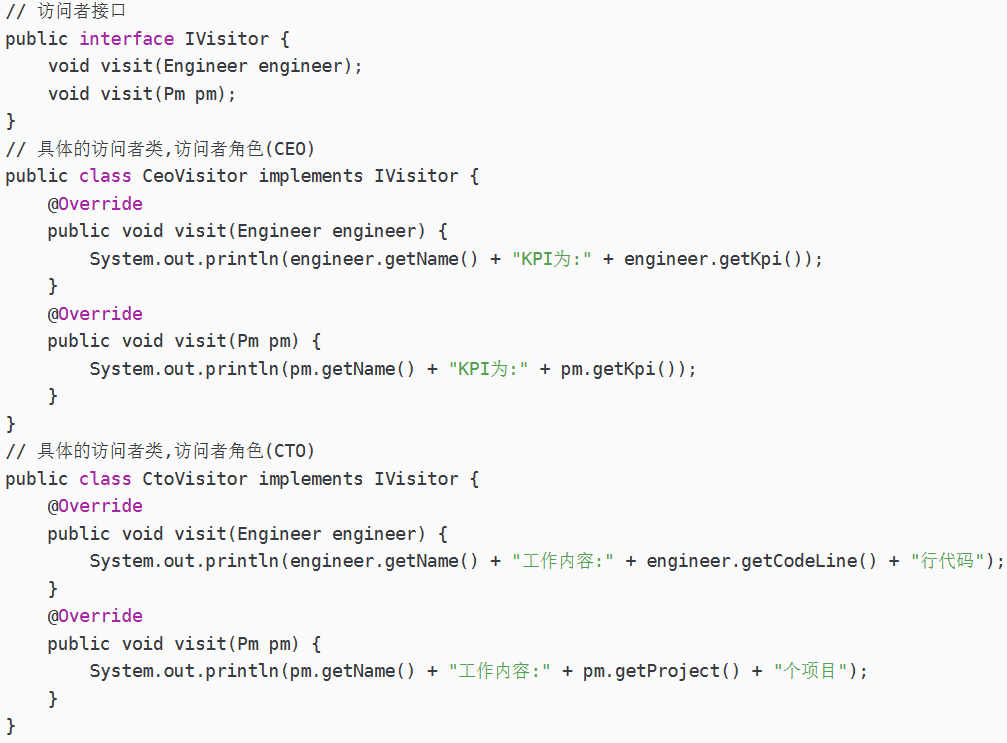 // 访问者接口
public interface IVisitor {
    void visit(Engineer engineer);
    void visit(Pm pm);
}
// 具体的访问者类,访问者角色(CEO)
public class CeoVisitor implements IVisitor {
    @Override
    public void visit(Engineer engineer) {
        System.out.println(engineer.getName() + "KPI为:" + engineer.getKpi());
    }
    @Override
    public void visit(Pm pm) {
        System.out.println(pm.getName() + "KPI为:" + pm.getKpi());
    }
}
// 具体的访问者类,访问者角色(CTO)
public class CtoVisitor implements IVisitor {
    @Override
    public void visit(Engineer engineer) {
        System.out.println(engineer.getName() + "工作内容:" + engineer.getCodeLine() + "行代码");
    }
    @Override
    public void visit(Pm pm) {
        System.out.println(pm.getName() + "工作内容:" + pm.getProject() + "个项目");
    }
}